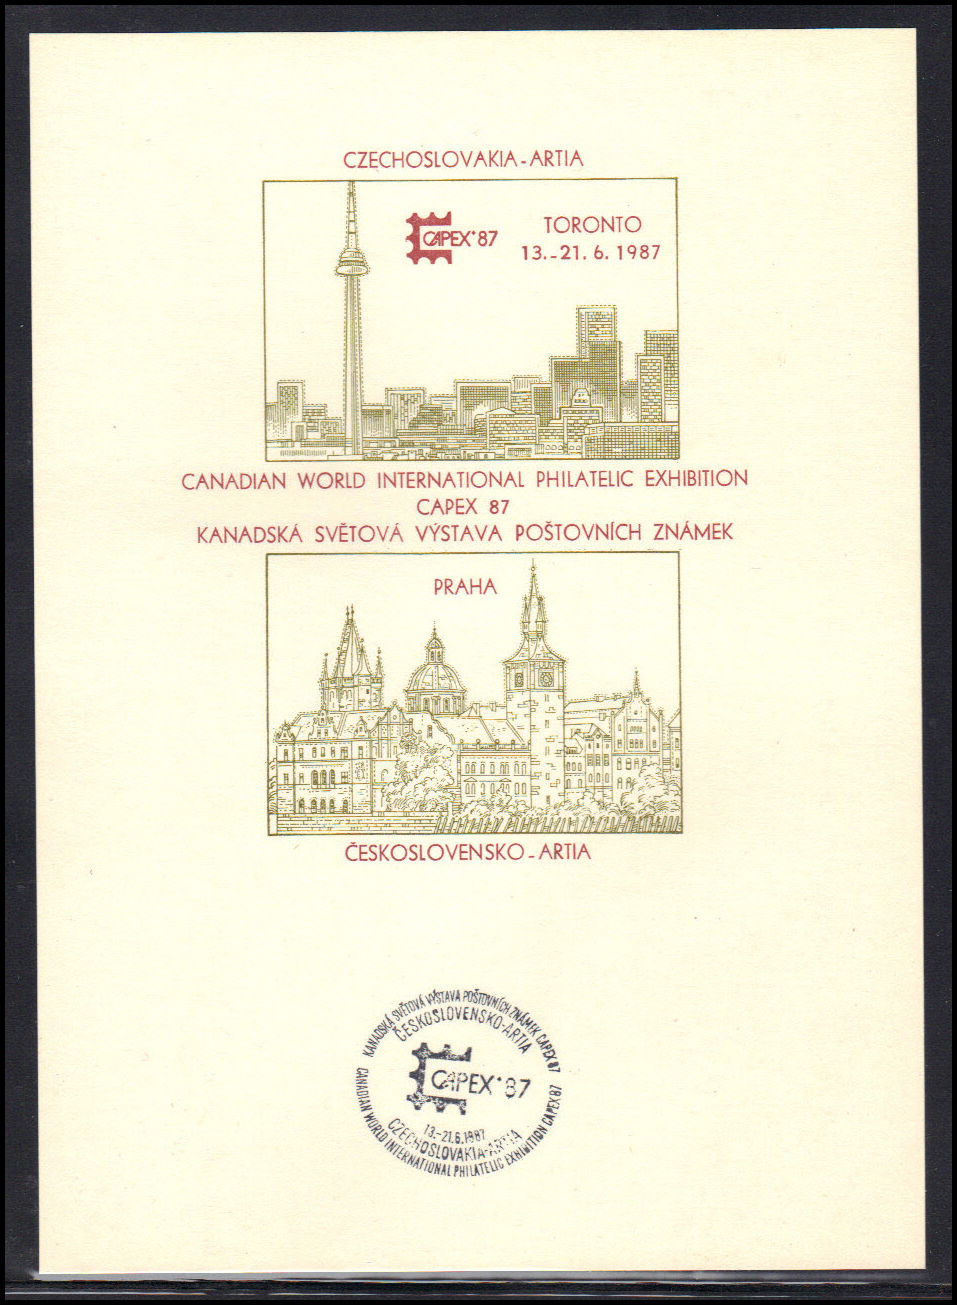 CZECHOSLOVAKIA-ARTIA
CAPEX'87
TORONTO
13.-21.6.1987
CANADIAN WORLD INTERNATIONAL PHILATELIC EXHIBITION
CAPEX 87
KANADSKÁ SVĚTOVÁ VÝSTAVA POŠTOVNÍCH ZNÁMEK
PRAHA
ČESKOSLOVENSKO-ARTIA
KANADSKÁ SVĚTOVÁ VÝSTAVA POŠTOVNÍCH ZNÁMEK CAPEX 87
ČESKOSLOVENSKO-ARTIA
CAPEX'87
13.-21.6.1987
CZECHOSLOVAKIA-ARTIA
CANADIAN WORLD INTERNATIONAL PHILATELIC EXHIBITION CAPEX 87